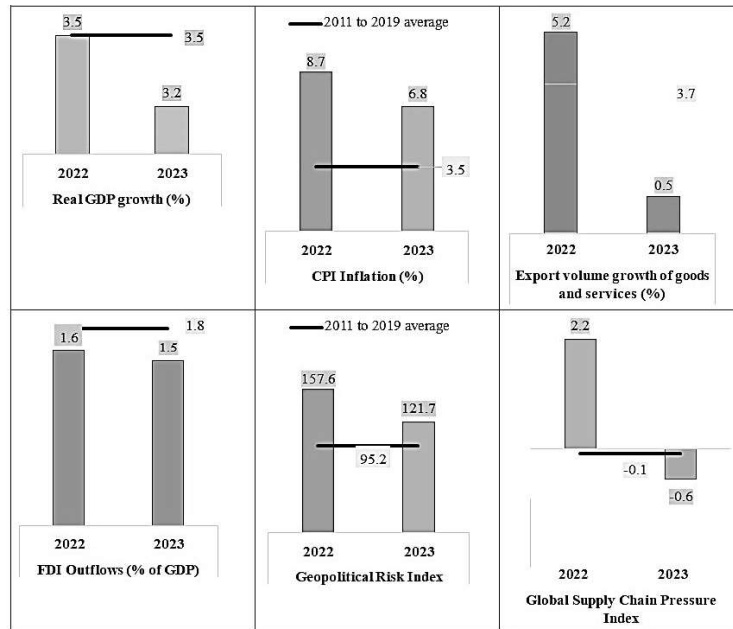 3.5
3.5
3.2
2022 2023
Real GDP growth (%)
2011 to 2019 average
8.7
6.8
3.5
2022 2023
CPI Inflation (%)
5.2
3.7
0.5
2022 2023
Export volume growth of goods
and services (%)
1.8
1.6
1.5
2022 2023
FDI Outflows (% of GDP)
2011 to 2019 average
157.6
121.7
95.2
2022 2023
Geopolitical Risk Index
2.2
-0.1
-0.6
2022 2023
Global Supply Chain Pressure
Index